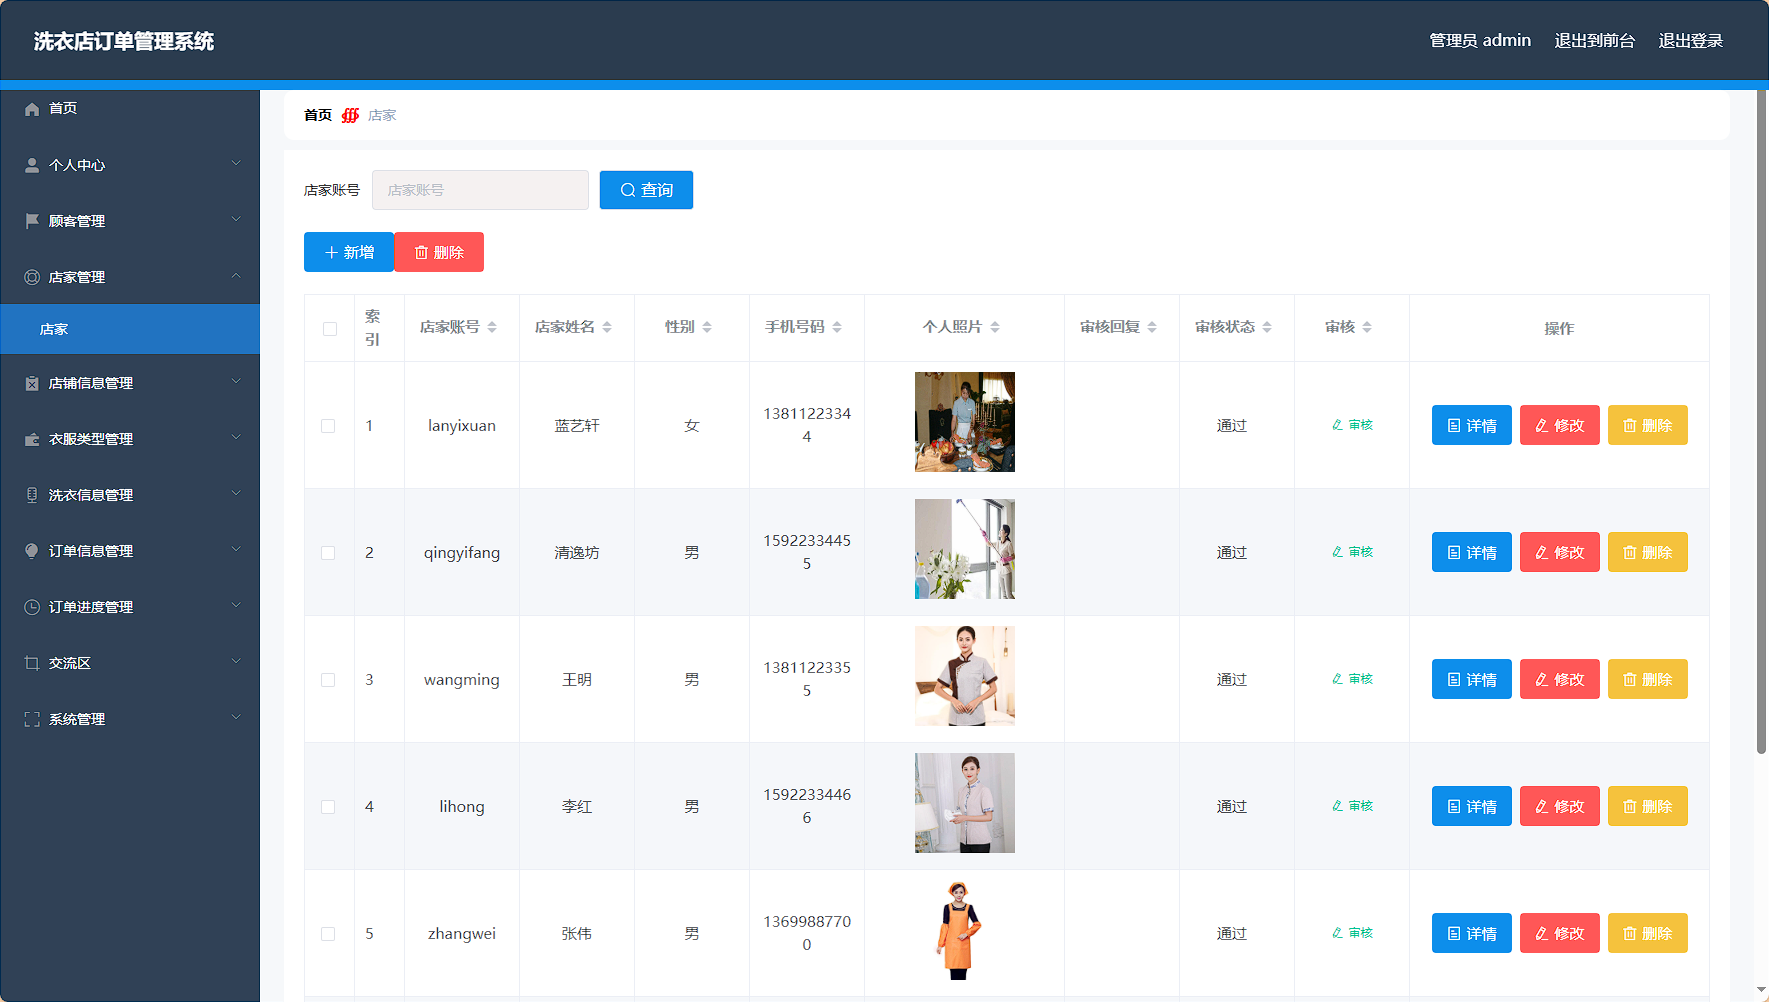 洗衣店订单管理系统
管理员 admin 退出到前台 退出登录
首页
个人中心
顾客管理
店家管理
店家
店铺信息管理
衣服类型管理
洗衣信息管理
订单信息管理
订单进度管理
交流区
系统管理
首页 店家
店家账号 店家账号 查询
新增 删除
索引 店家账号 店家姓名 性别 手机号码 个人照片 审核回复 审核状态 审核 操作
1 lanyixuan 蓝艺轩 女 13811223344 通过 审核 详情 修改 删除
2 qingyifang 清逸坊 男 15922334455 通过 审核 详情 修改 删除
3 wangming 王明 男 13811223355 通过 审核 详情 修改 删除
4 lihong 李红 男 15922334466 通过 审核 详情 修改 删除
5 zhangwei 张伟 男 13699887700 通过 审核 详情 修改 删除